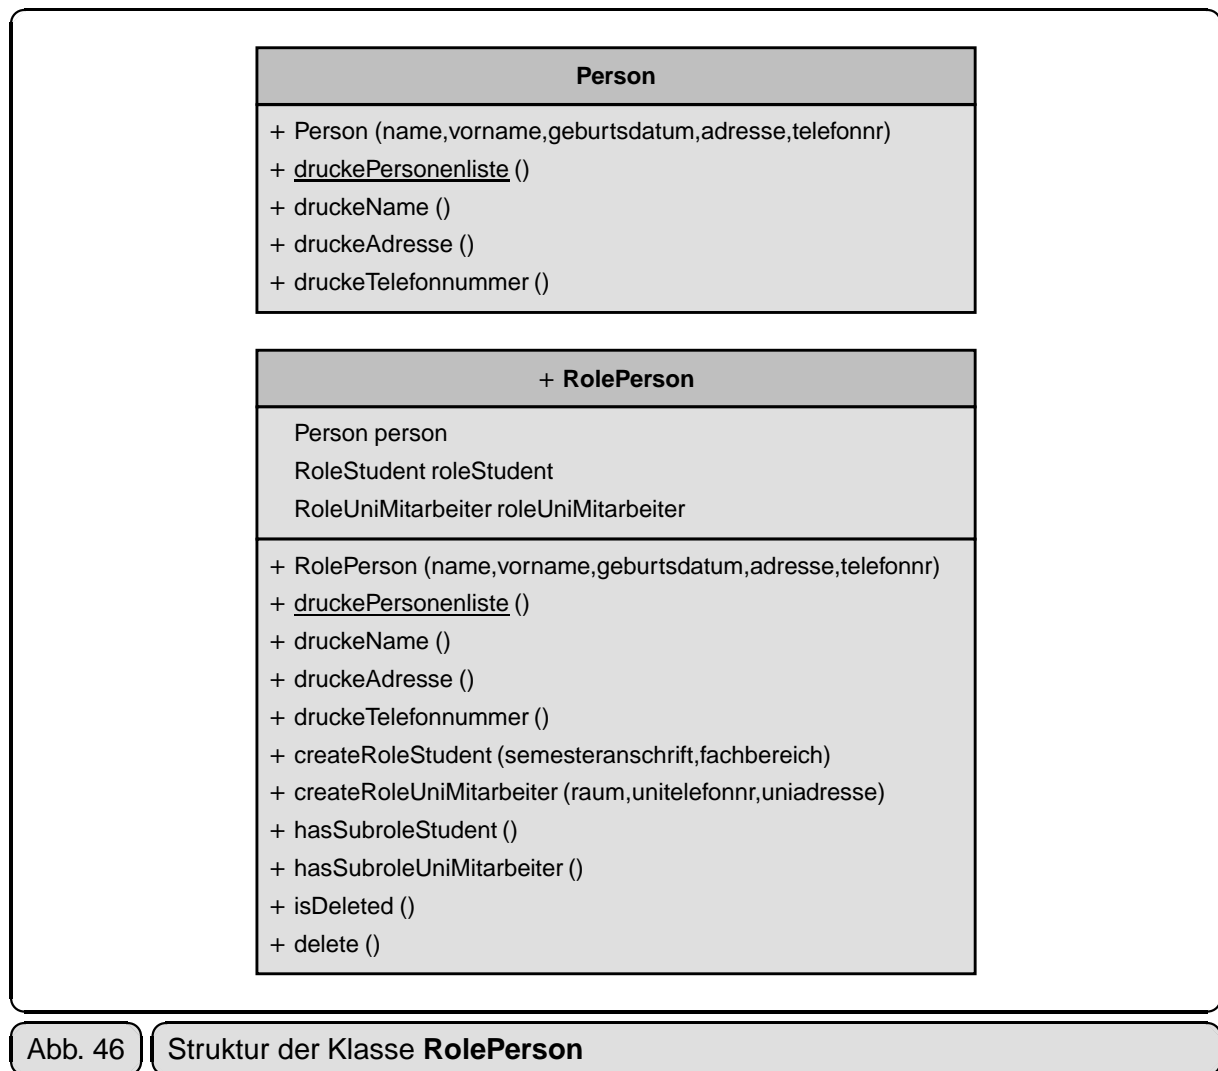 Person
+ Person (name,vorname,geburtsdatum,adresse,telefonnr)
+ druckePersonenliste ()
+ druckeName ()
+ druckeAdresse ()
+ druckeTelefonnummer ()
+ RolePerson
Person person
RoleStudent roleStudent
RoleUniMitarbeiter roleUniMitarbeiter
+ RolePerson (name,vorname,geburtsdatum,adresse,telefonnr)
+ druckePersonenliste ()
+ druckeName ()
+ druckeAdresse ()
+ druckeTelefonnummer ()
+ createRoleStudent (semesteranschrift,fachbereich)
+ createRoleUniMitarbeiter (raum,unitelefonnr,uniadresse)
+ hasSubroleStudent ()
+ hasSubroleUniMitarbeiter ()
+ isDeleted ()
+ delete ()
Abb. 46 Struktur der Klasse RolePerson